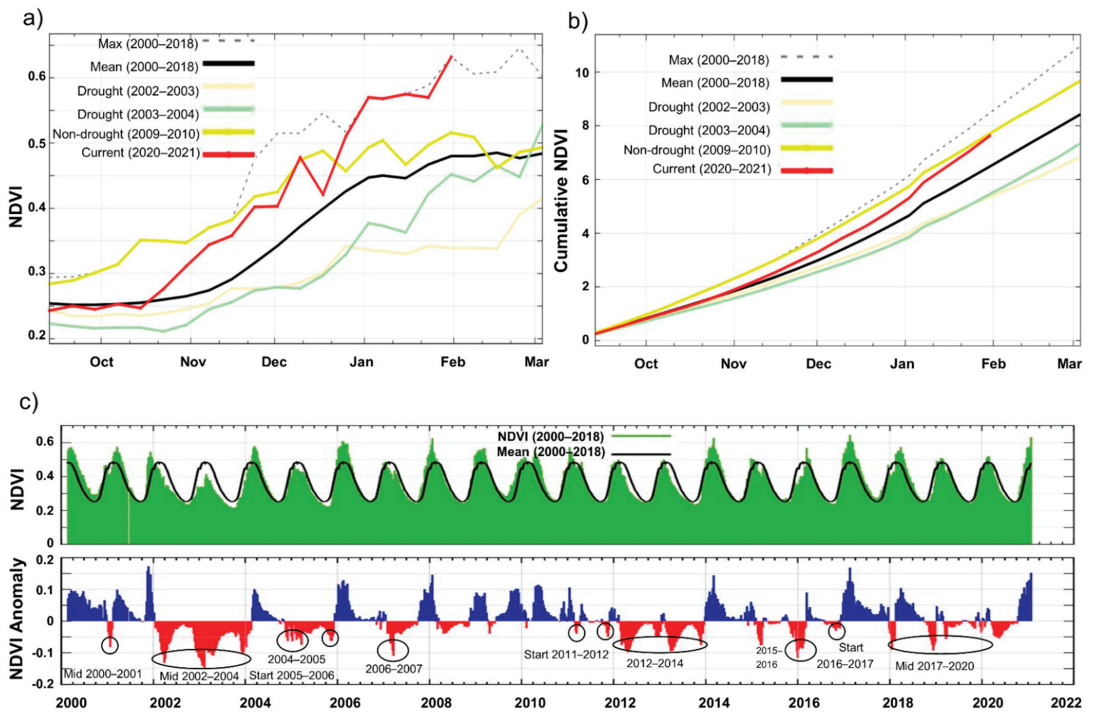 a)
Max (2000–2018)
Mean (2000–2018)
Drought (2002–2003)
Drought (2003–2004)
Non-drought (2009–2010)
Current (2020–2021)
NDVI
0.6
0.5
0.4
0.3
0.2
Oct Nov Dec Jan Feb Mar
b)
Max (2000–2018)
Mean (2000–2018)
Drought (2002–2003)
Drought (2003–2004)
Non-drought (2009–2010)
Current (2020–2021)
Cumulative NDVI
10
8
6
4
2
0
Oct Nov Dec Jan Feb Mar
c)
NDVI (2000–2018)
Mean (2000–2018)
NDVI
0.6
0.4
0.2
0
NDVI Anomaly
0.2
0.1
0
-0.1
-0.2
Mid 2000–2001
Mid 2002–2004
2004–2005
Start 2005–2006
2006–2007
Start 2011–2012
2012–2014
2015–
2016
Start
2016–2017
Mid 2017–2020
2000 2002 2004 2006 2008 2010 2012 2014 2016 2018 2020 2022